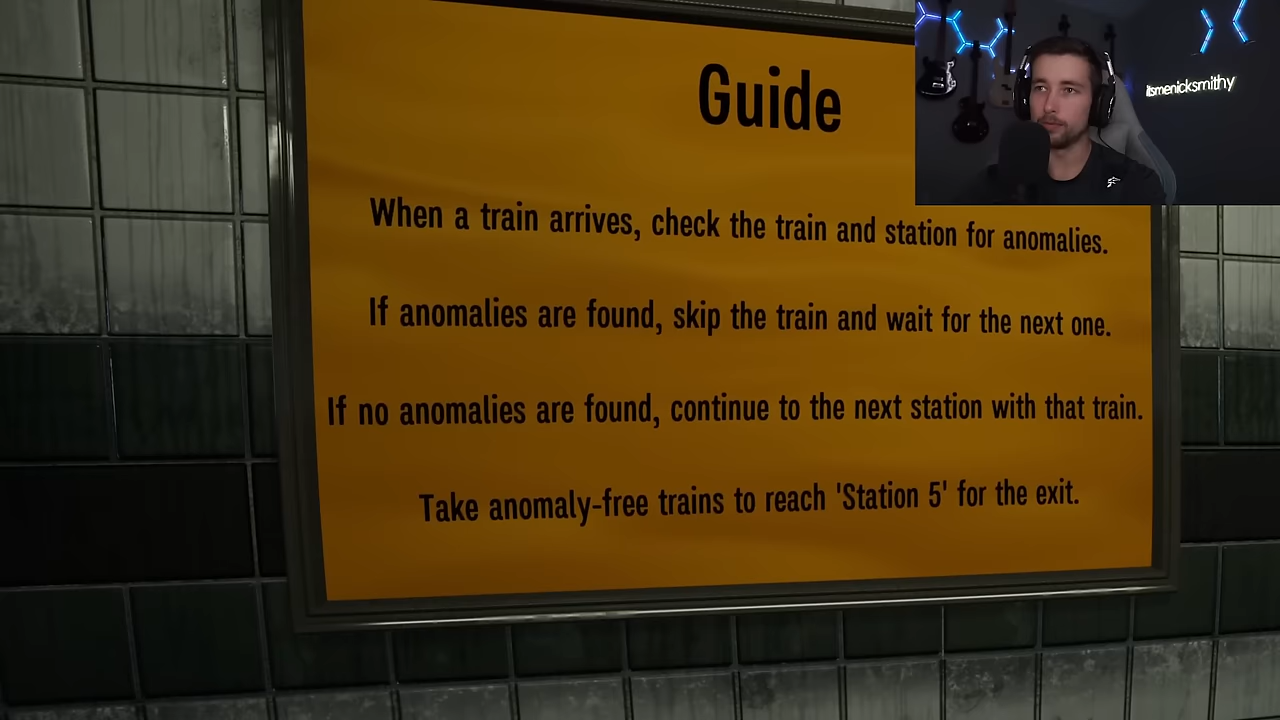 Guide
itsmenicksmithy
When a train arrives, check the train and station for anomalies.
If anomalies are found, skip the train and wait for the next one.
If no anomalies are found, continue to the next station with that train.
Take anomaly-free trains to reach 'Station 5' for the exit.